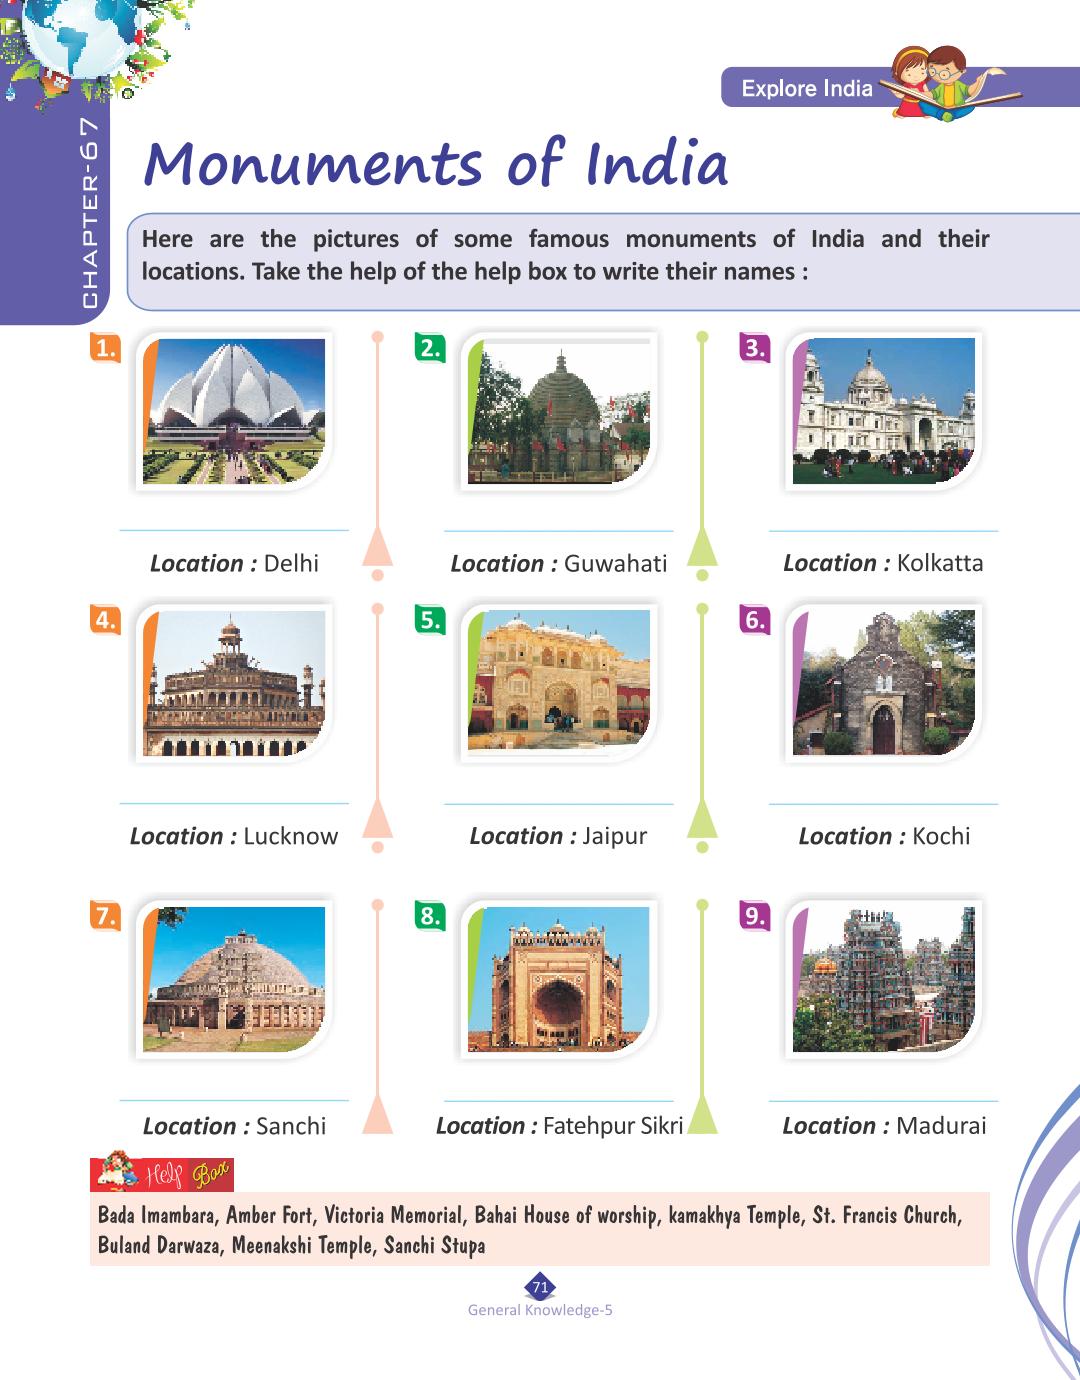 Explore India
CHAPTER-67
Monuments of India
Here are the pictures of some famous monuments of India and their
locations. Take the help of the help box to write their names :
1.
2.
3.
Location : Delhi
Location : Guwahati
Location : Kolkatta
4.
5.
6.
Location : Lucknow
Location : Jaipur
Location : Kochi
7.
8.
9.
Location : Sanchi
Location : Fatehpur Sikri
Location : Madurai
Help Box
Bada Imambara, Amber Fort, Victoria Memorial, Bahai House of worship, kamakhya Temple, St. Francis Church,
Buland Darwaza, Meenakshi Temple, Sanchi Stupa
71
General Knowledge-5